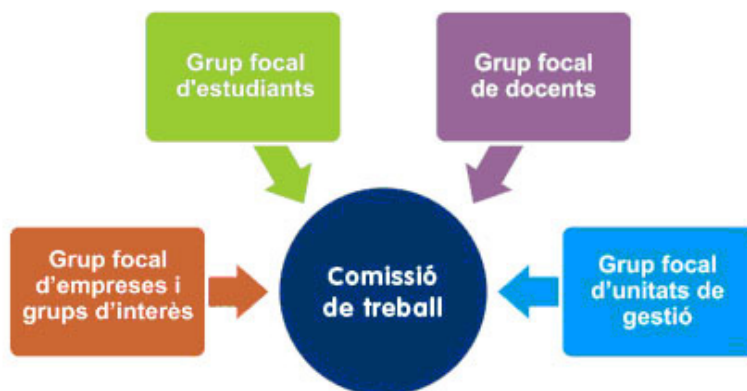 Grup focal
d'estudiants
Grup focal
de docents
Grup focal
d’empreses i
grups d’interès
Comissió
de treball
Grup focal
d’unitats de
gestió